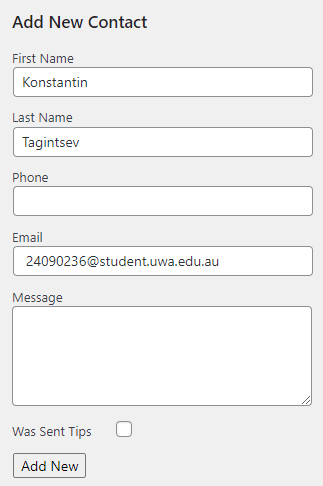 Add New Contact
First Name
Konstantin
Last Name
Tagintsev
Phone
Email
24090236@student.uwa.edu.au
Message
Was Sent Tips
Add New